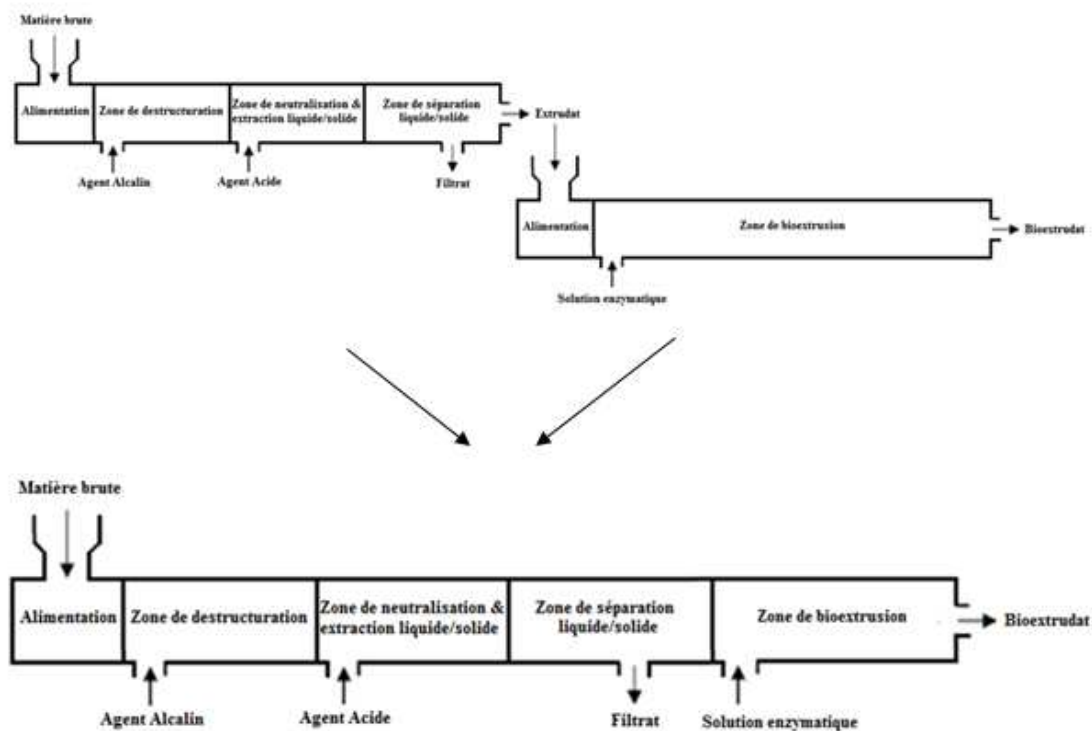 Matière brute
Alimentation
Zone de destructuration
Zone de neutralisation &
extraction liquide/solide
Zone de séparation
liquide/solide
Extrudat
Agent Alcalin
Agent Acide
Filtrat
Alimentation
Zone de bioextrusion
Bioextrudat
Solution enzymatique
Matière brute
Alimentation
Zone de destructuration
Zone de neutralisation &
extraction liquide/solide
Zone de séparation
liquide/solide
Zone de bioextrusion
Bioextrudat
Agent Alcalin
Agent Acide
Filtrat
Solution enzymatique